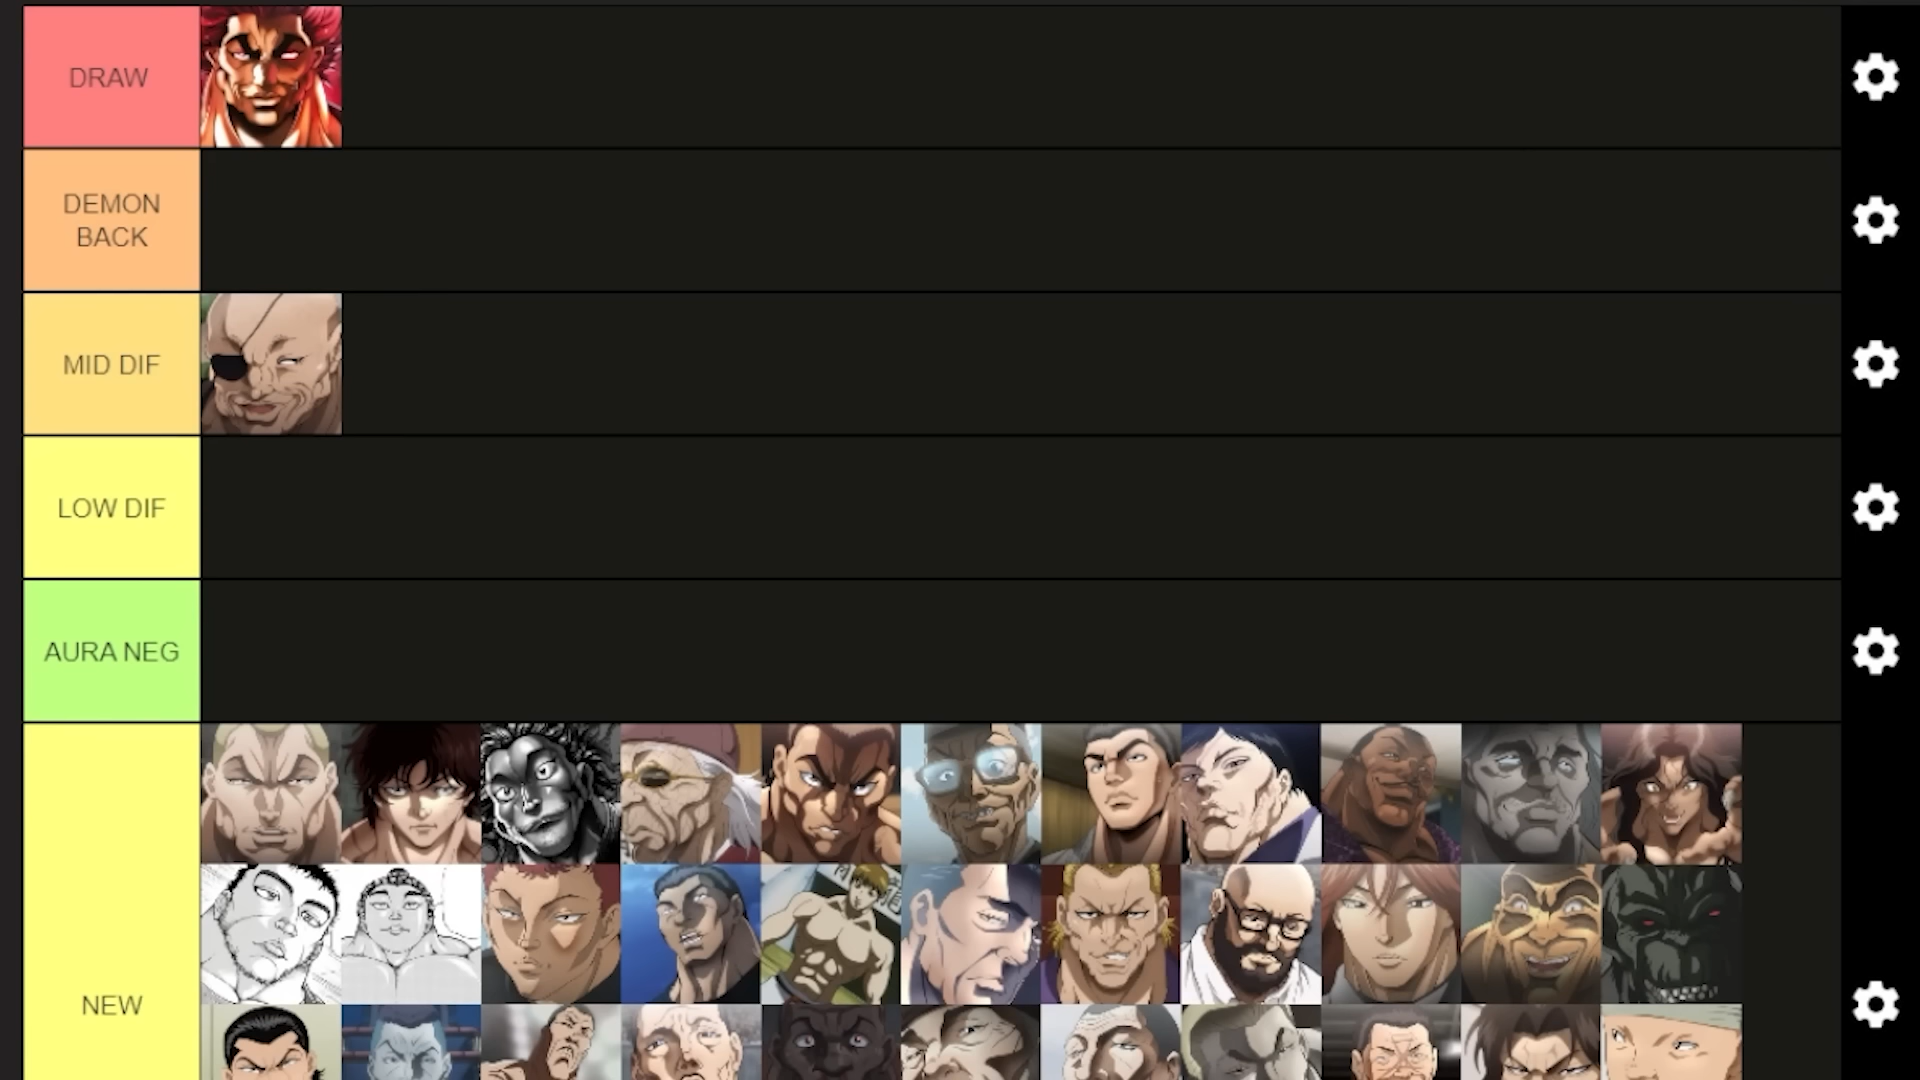 DRAW
DEMON
BACK
MID DIF
LOW DIF
AURA NEG
NEW